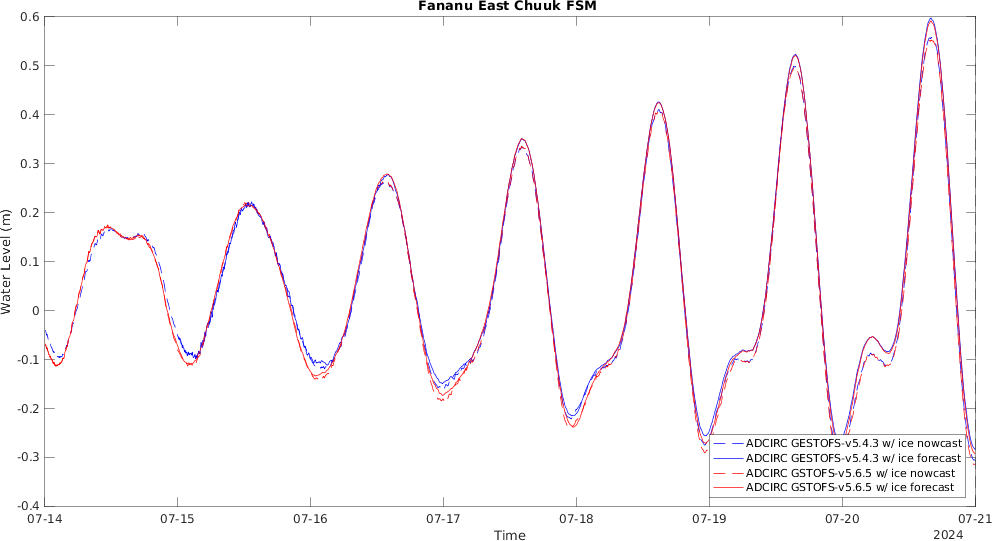 Fananu East Chuuk FSM
0.6
0.5
0.4
0.3
0.2
0.1
0
-0.1
-0.2
-0.3
-0.4
Water Level (m)
ADCIRC GESTOFS-v5.4.3 w/ ice nowcast
ADCIRC GESTOFS-v5.4.3 w/ ice forecast
ADCIRC GSTOFS-v5.6.5 w/ ice nowcast
ADCIRC GSTOFS-v5.6.5 w/ ice forecast
07-14 07-15 07-16 07-17 07-18 07-19 07-20 07-21
Time
2024